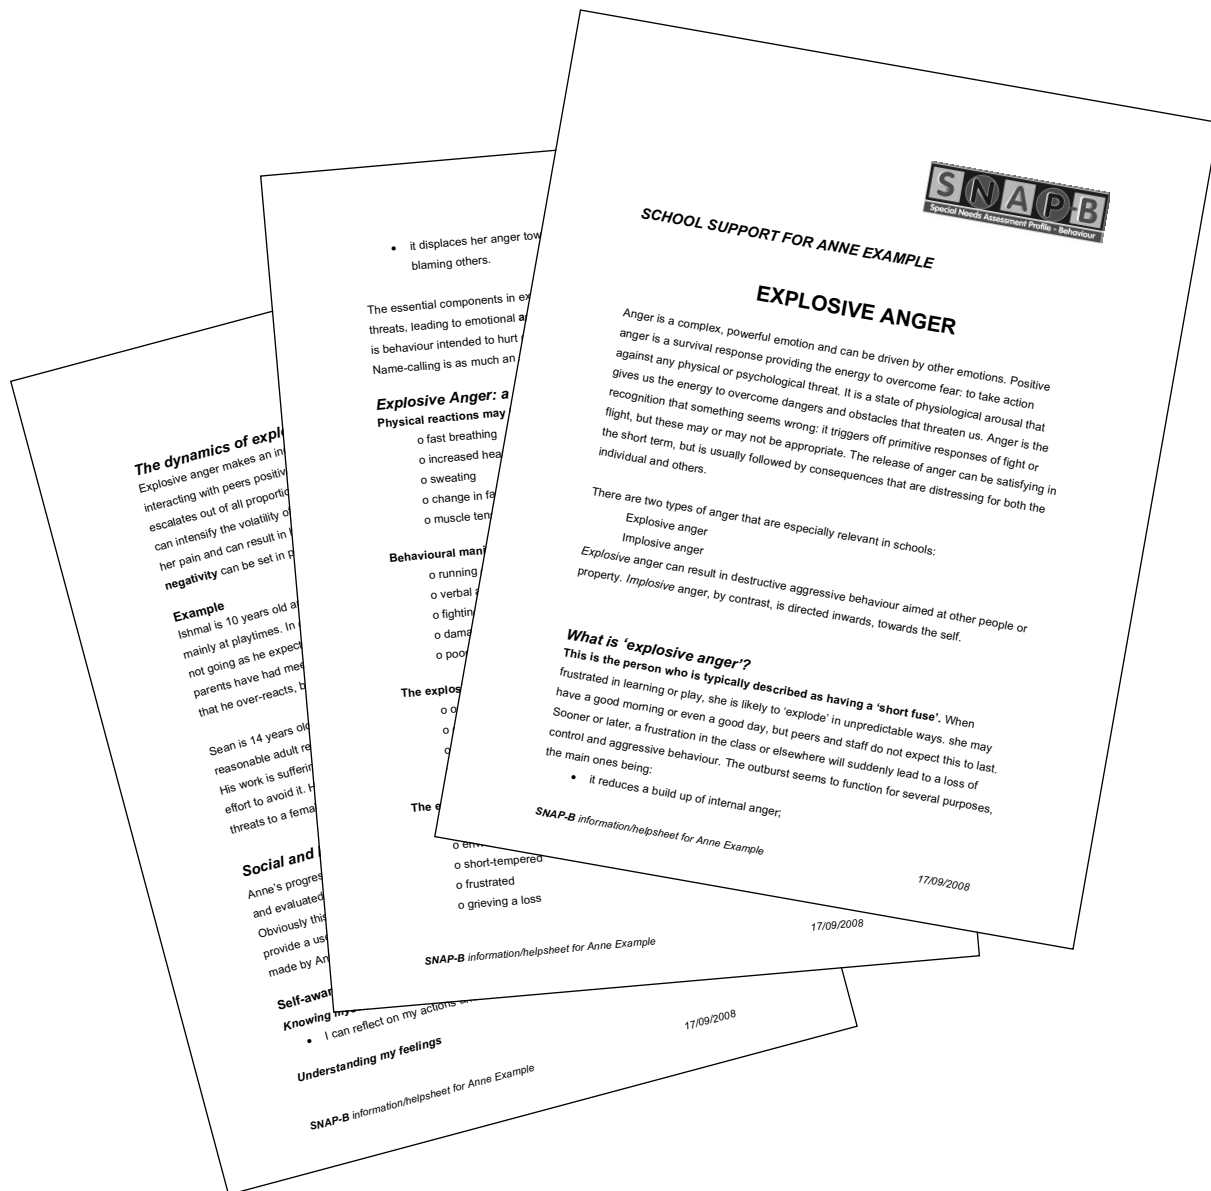 SNAP-B
Special Needs Assessment Profile - Behaviour
SCHOOL SUPPORT FOR ANNE EXAMPLE
EXPLOSIVE ANGER
Anger is a complex, powerful emotion and can be driven by other emotions. Positive
anger is a survival response providing the energy to overcome fear: to take action
against any physical or psychological threat. It is a state of physiological arousal that
gives us the energy to overcome dangers and obstacles that threaten us. Anger is the
recognition that something seems wrong: it triggers off primitive responses of fight or
flight, but these may or may not be appropriate. The release of anger can be satisfying in
the short term, but is usually followed by consequences that are distressing for both the
individual and others.
There are two types of anger that are especially relevant in schools:
Explosive anger
Implosive anger
Explosive anger can result in destructive aggressive behaviour aimed at other people or
property. Implosive anger, by contrast, is directed inwards, towards the self.
What is ‘explosive anger’?
This is the person who is typically described as having a ‘short fuse’. When
frustrated in learning or play, she is likely to ‘explode’ in unpredictable ways. she may
have a good morning or even a good day, but peers and staff do not expect this to last.
Sooner or later, a frustration in the class or elsewhere will suddenly lead to a loss of
control and aggressive behaviour. The outburst seems to function for several purposes,
the main ones being:
• it reduces a build up of internal anger;
SNAP-B information/helpsheet for Anne Example
17/09/2008
• it displaces her anger tow
blaming others.
The essential components in ex
threats, leading to emotional
is behaviour intended to hurt
Name-calling is as much an
Explosive Anger: a
Physical reactions may
o fast breathing
o increased hea
o sweating
o change in fa
o muscle ten
Behavioural mani
o running
o verbal
o fighting
o dama
o poor
The explos
o o
o
o
The e
o env
o short-tempered
o frustrated
o grieving a loss
SNAP-B information/helpsheet for Anne Example
17/09/2008
The dynamics of explo
Explosive anger makes an in
interacting with peers positive
escalates out of all proportio
can intensify the volatility o
her pain and can result in
negativity can be set in p
Example
Ishmal is 10 years old a
mainly at playtimes. In
not going as he expect
parents have had mee
that he over-reacts, b
Sean is 14 years old
reasonable adult re
His work is sufferin
effort to avoid it. H
threats to a fema
Social and
Anne’s progres
and evaluated
Obviously this
provide a use
made by An
Self-awar
Knowing
• I can reflect on my actions
Understanding my feelings
SNAP-B information/helpsheet for Anne Example
17/09/2008